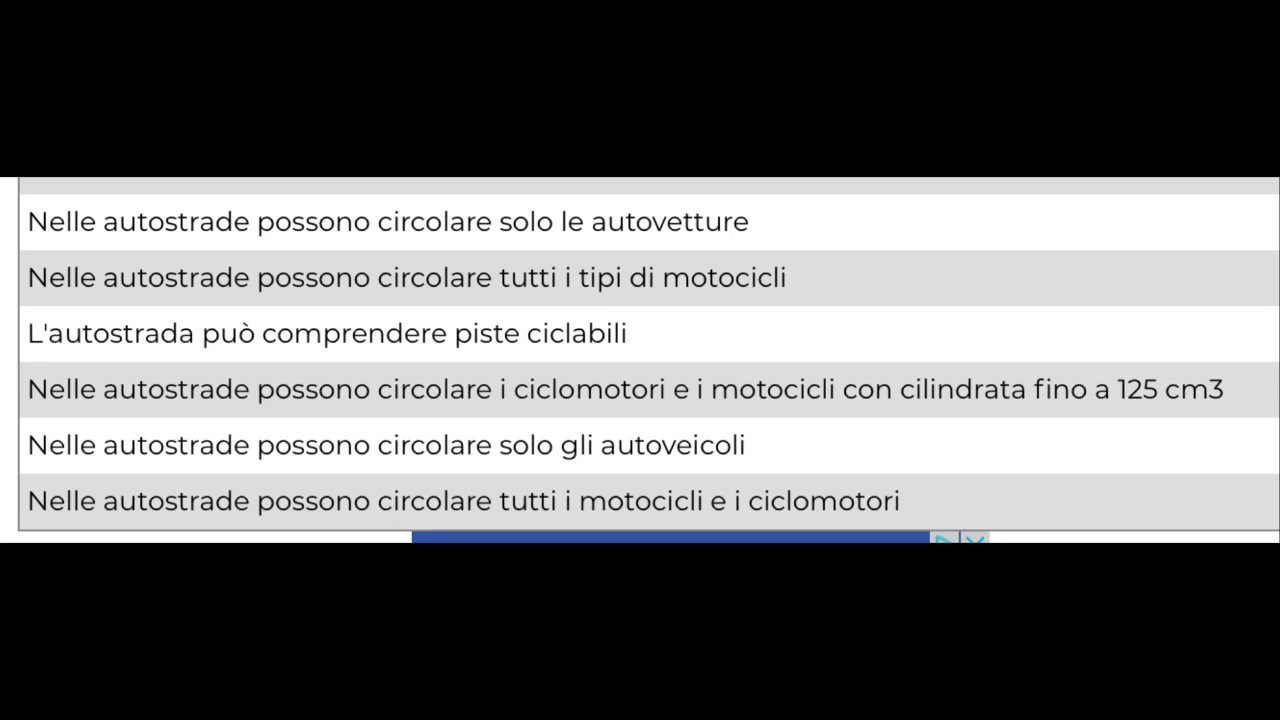 Nelle autostrade possono circolare solo le autovetture
Nelle autostrade possono circolare tutti i tipi di motocicli
L'autostrada può comprendere piste ciclabili
Nelle autostrade possono circolare i ciclomotori e i motocicli con cilindrata fino a 125 cm3
Nelle autostrade possono circolare solo gli autoveicoli
Nelle autostrade possono circolare tutti i motocicli e i ciclomotori